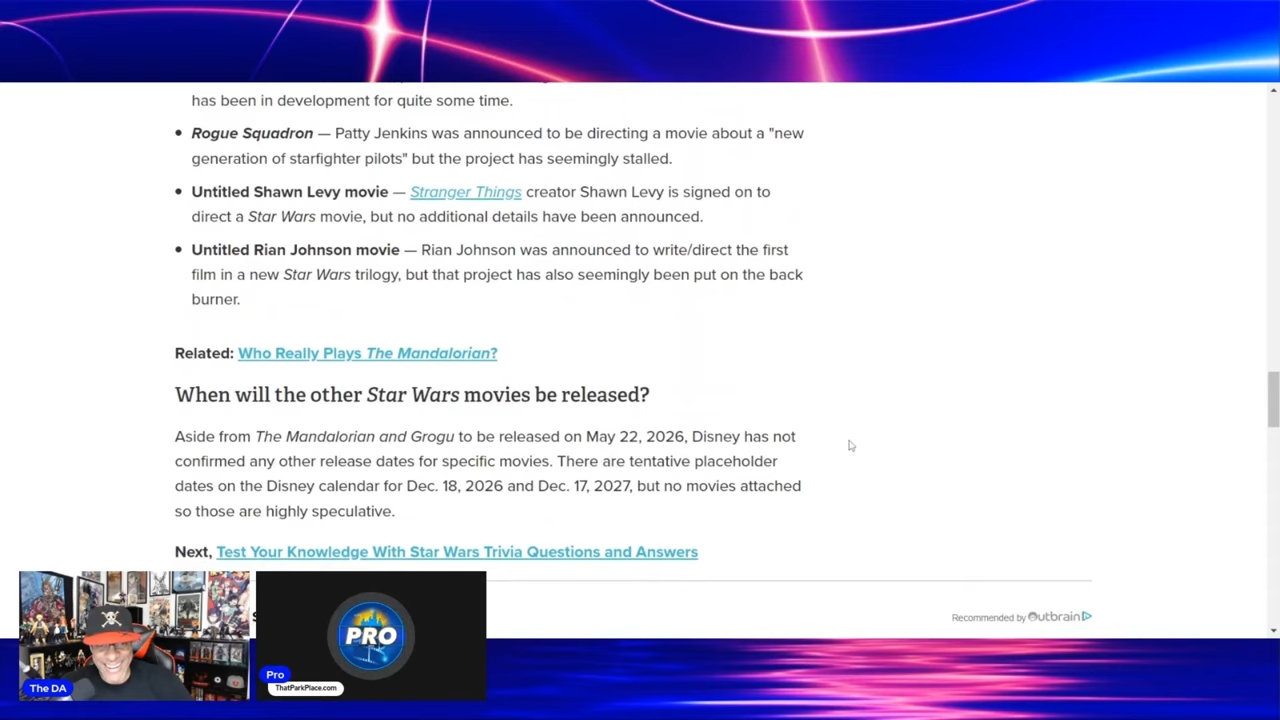 has been in development for quite some time.
• Rogue Squadron — Patty Jenkins was announced to be directing a movie about a "new
generation of starfighter pilots" but the project has seemingly stalled.
• Untitled Shawn Levy movie — Stranger Things creator Shawn Levy is signed on to
direct a Star Wars movie, but no additional details have been announced.
• Untitled Rian Johnson movie — Rian Johnson was announced to write/direct the first
film in a new Star Wars trilogy, but that project has also seemingly been put on the back
burner.
Related: Who Really Plays The Mandalorian?
When will the other Star Wars movies be released?
Aside from The Mandalorian and Grogu to be released on May 22, 2026, Disney has not
confirmed any other release dates for specific movies. There are tentative placeholder
dates on the Disney calendar for Dec. 18, 2026 and Dec. 17, 2027, but no movies attached
so those are highly speculative.
Next, Test Your Knowledge With Star Wars Trivia Questions and Answers
Recommended by Outbrain
PRO
Pro
The DA
ThatParkPlace.com